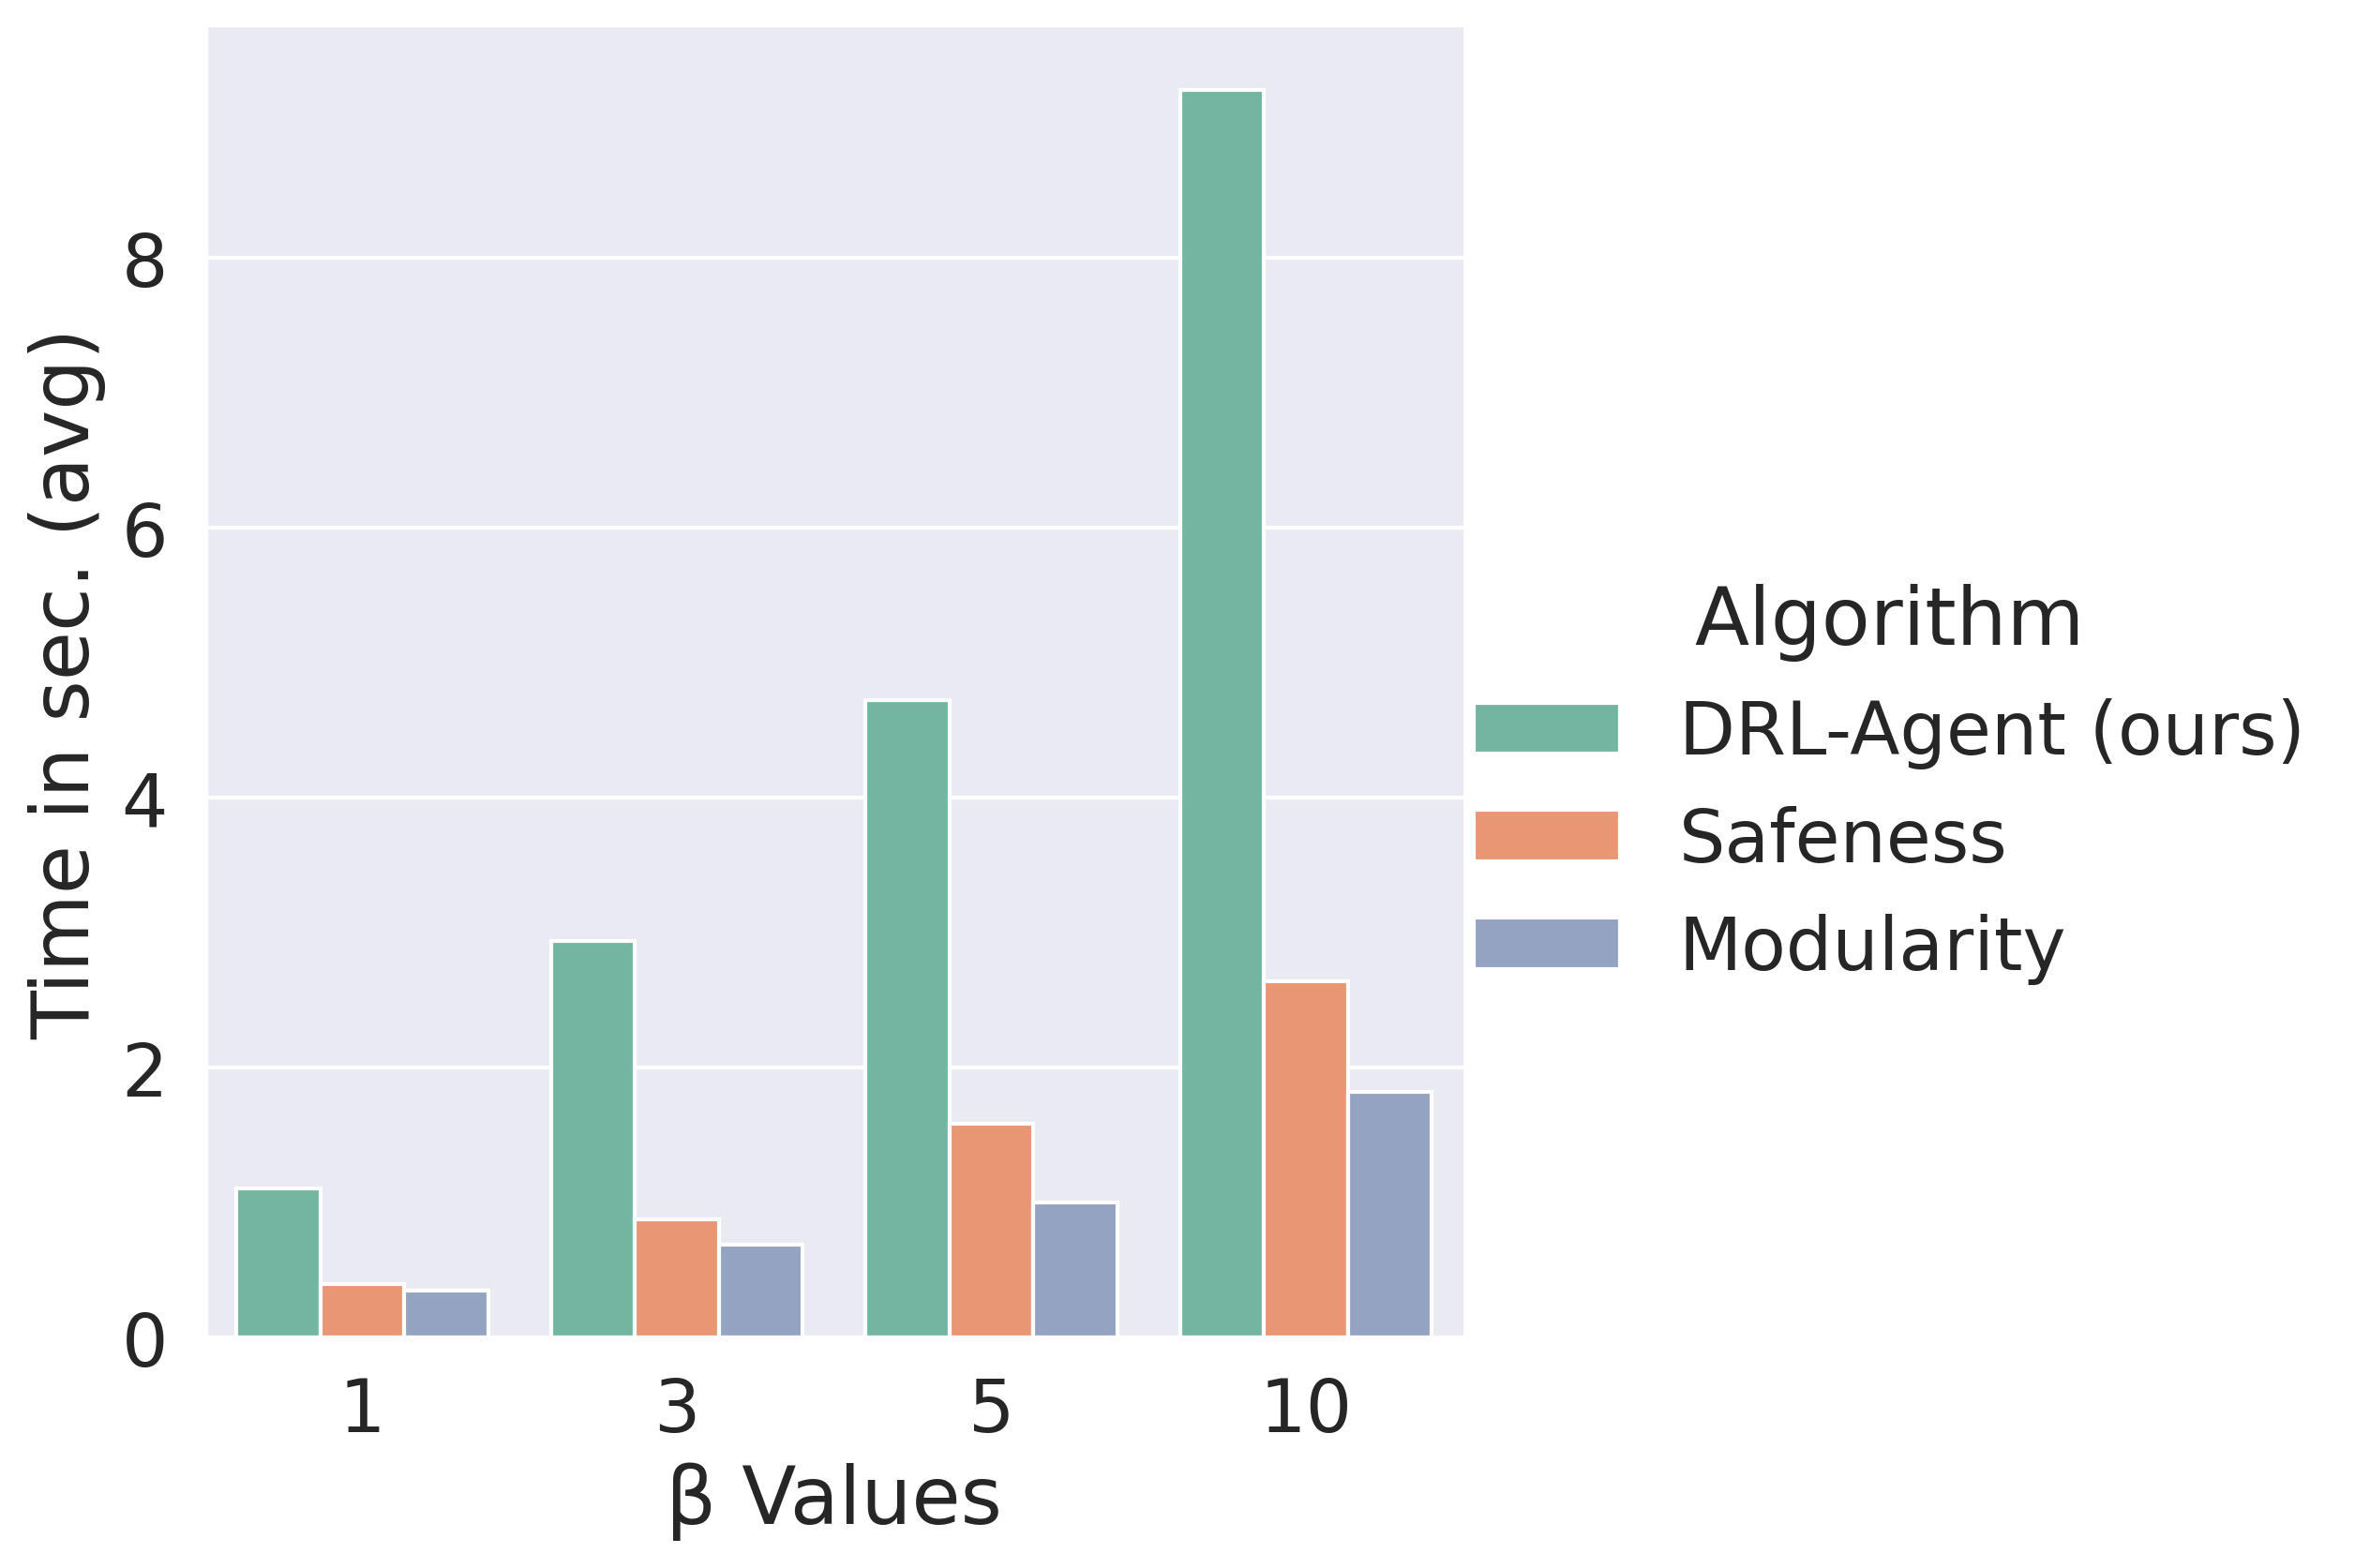 Time in sec. (avg)
8
6
4
2
0
1 3 5 10
β Values
Algorithm
DRL-Agent (ours)
Safeness
Modularity